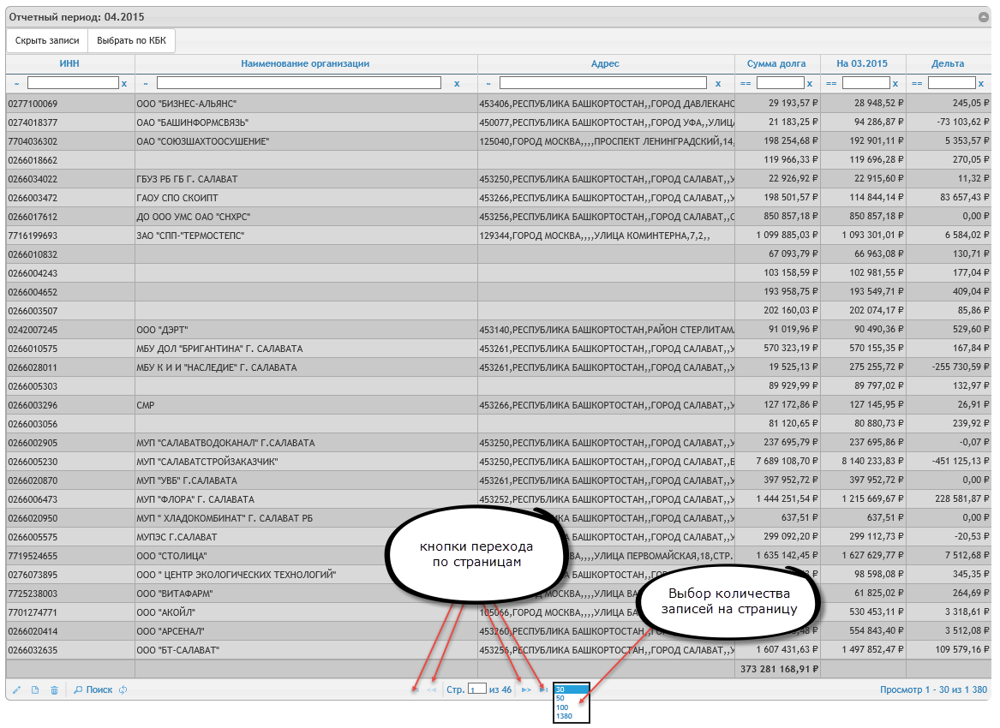 Отчетный период: 04.2015
Скрыть записи Выбрать по КБК
ИНН Наименование организации Адрес Сумма долга На 03.2015 Дельта
~ x ~ x ~ x == x == x == x
0277100069 ООО "БИЗНЕС-АЛЬЯНС" 453406,РЕСПУБЛИКА БАШКОРТОСТАН,,ГОРОД ДАВЛЕКАНС 29 193,57 ₽ 28 948,52 ₽ 245,05 ₽
0274018377 ОАО "БАШИНФОРМСВЯЗЬ" 450077,РЕСПУБЛИКА БАШКОРТОСТАН,,ГОРОД УФА,,УЛИЦА 21 183,25 ₽ 94 286,87 ₽ -73 103,62 ₽
7704036302 ОАО "СОЮЗШАХТООСУШЕНИЕ" 125040,ГОРОД МОСКВА,,,,ПРОСПЕКТ ЛЕНИНГРАДСКИЙ,14, 198 254,68 ₽ 192 901,11 ₽ 5 353,57 ₽
0266018662 119 966,33 ₽ 119 696,28 ₽ 270,05 ₽
0266034022 ГБУЗ РБ ГБ Г. САЛАВАТ 453250,РЕСПУБЛИКА БАШКОРТОСТАН,,ГОРОД САЛАВАТ,,У 22 926,92 ₽ 22 915,60 ₽ 11,32 ₽
0266003472 ГАОУ СПО СКОИПТ 453266,РЕСПУБЛИКА БАШКОРТОСТАН,,ГОРОД САЛАВАТ,,У 198 501,57 ₽ 114 844,14 ₽ 83 657,43 ₽
0266017612 ДО ООО УМС ОАО "СНХРС" 453256,РЕСПУБЛИКА БАШКОРТОСТАН,,ГОРОД САЛАВАТ,,С 850 857,18 ₽ 850 857,18 ₽ 0,00 ₽
7716199693 ЗАО "СПП-"ТЕРМОСТЕПС" 129344,ГОРОД МОСКВА,,,,УЛИЦА КОМИНТЕРНА,7,2,, 1 099 885,03 ₽ 1 093 301,01 ₽ 6 584,02 ₽
0266010832 67 093,79 ₽ 66 963,08 ₽ 130,71 ₽
0266004243 103 158,59 ₽ 102 981,55 ₽ 177,04 ₽
0266004652 193 958,75 ₽ 193 549,71 ₽ 409,04 ₽
0266003507 202 160,03 ₽ 202 074,17 ₽ 85,86 ₽
0242007245 ООО "ДЭРТ" 453140,РЕСПУБЛИКА БАШКОРТОСТАН,РАЙОН СТЕРЛИТАМА 91 019,96 ₽ 90 490,36 ₽ 529,60 ₽
0266010575 МБУ ДОЛ "БРИГАНТИНА" Г. САЛАВАТА 453261,РЕСПУБЛИКА БАШКОРТОСТАН,,ГОРОД САЛАВАТ,,У 570 323,19 ₽ 570 155,35 ₽ 167,84 ₽
0266028011 МБУ К И И "НАСЛЕДИЕ" Г. САЛАВАТА 453261,РЕСПУБЛИКА БАШКОРТОСТАН,,ГОРОД САЛАВАТ,,У 19 525,13 ₽ 275 255,72 ₽ -255 730,59 ₽
0266005303 89 929,99 ₽ 89 797,02 ₽ 132,97 ₽
0266003296 СМР 453266,РЕСПУБЛИКА БАШКОРТОСТАН,,ГОРОД САЛАВАТ,,У 127 172,86 ₽ 127 145,95 ₽ 26,91 ₽
0266003056 81 120,65 ₽ 80 880,73 ₽ 239,92 ₽
0266002905 МУП "САЛАВАТВОДОКАНАЛ" Г.САЛАВАТА 453250,РЕСПУБЛИКА БАШКОРТОСТАН,,ГОРОД САЛАВАТ,,У 237 695,79 ₽ 237 695,86 ₽ -0,07 ₽
0266005230 МУП "САЛАВАТСТРОЙЗАКАЗЧИК" 453250,РЕСПУБЛИКА БАШКОРТОСТАН,,ГОРОД САЛАВАТ,,Б 7 689 108,70 ₽ 8 140 233,83 ₽ -451 125,13 ₽
0266020870 МУП "УВБ" Г.САЛАВАТА 453261,РЕСПУБЛИКА БАШКОРТОСТАН,,ГОРОД САЛАВАТ,,У 397 952,72 ₽ 397 952,72 ₽ 0,00 ₽
0266006473 МУП "ФЛОРА" Г. САЛАВАТА 453252,РЕСПУБЛИКА БАШКОРТОСТАН,,ГОРОД САЛАВАТ,,У 1 444 251,54 ₽ 1 215 669,67 ₽ 228 581,87 ₽
0266020950 МУП " ХЛАДОКОМБИНАТ" Г. САЛАВАТ РБ БАШКОРТОСТАН,,ГОРОД САЛАВАТ,,У 637,51 ₽ 637,51 ₽ 0,00 ₽
0266005575 МУПЭС Г.САЛАВАТ БАШКОРТОСТАН,,ГОРОД САЛАВАТ,,У 299 092,20 ₽ 299 112,73 ₽ -20,53 ₽
7719524655 ООО "СТОЛИЦА" ,,,,УЛИЦА ПЕРВОМАЙСКАЯ,18,СТР. 1 635 142,45 ₽ 1 627 629,77 ₽ 7 512,68 ₽
0276073895 ООО " ЦЕНТР ЭКОЛОГИЧЕСКИХ ТЕХНОЛОГИЙ" БАШКОРТОСТАН,,ГОРОД ₽ 98 598,08 ₽ 345,35 ₽
7725238003 ООО "ВИТАФАРМ" МОСКВА,,,,УЛИЦА 61 825,02 ₽ 264,69 ₽
7701274771 ООО "АКОЙЛ" 105066,ГОРОД МОСКВА,,,,УЛИЦА 530 453,11 ₽ 3 318,61 ₽
0266020414 ООО "АРСЕНАЛ" 453260,РЕСПУБЛИКА БАШКОРТОСТАН,,ГОРОД ₽ 554 843,40 ₽ 3 512,08 ₽
0266032635 ООО "БТ-САЛАВАТ" 453256,РЕСПУБЛИКА БАШКОРТОСТАН,,ГОРОД САЛАВАТ,,У 1 607 431,63 ₽ 1 497 852,47 ₽ 109 579,16 ₽
373 281 168,91 ₽
кнопки перехода
по страницам
Выбор количества
записей на страницу
Поиск Стр. 1 из 46 30 Просмотр 1 - 30 из 1 380
50
100
1380